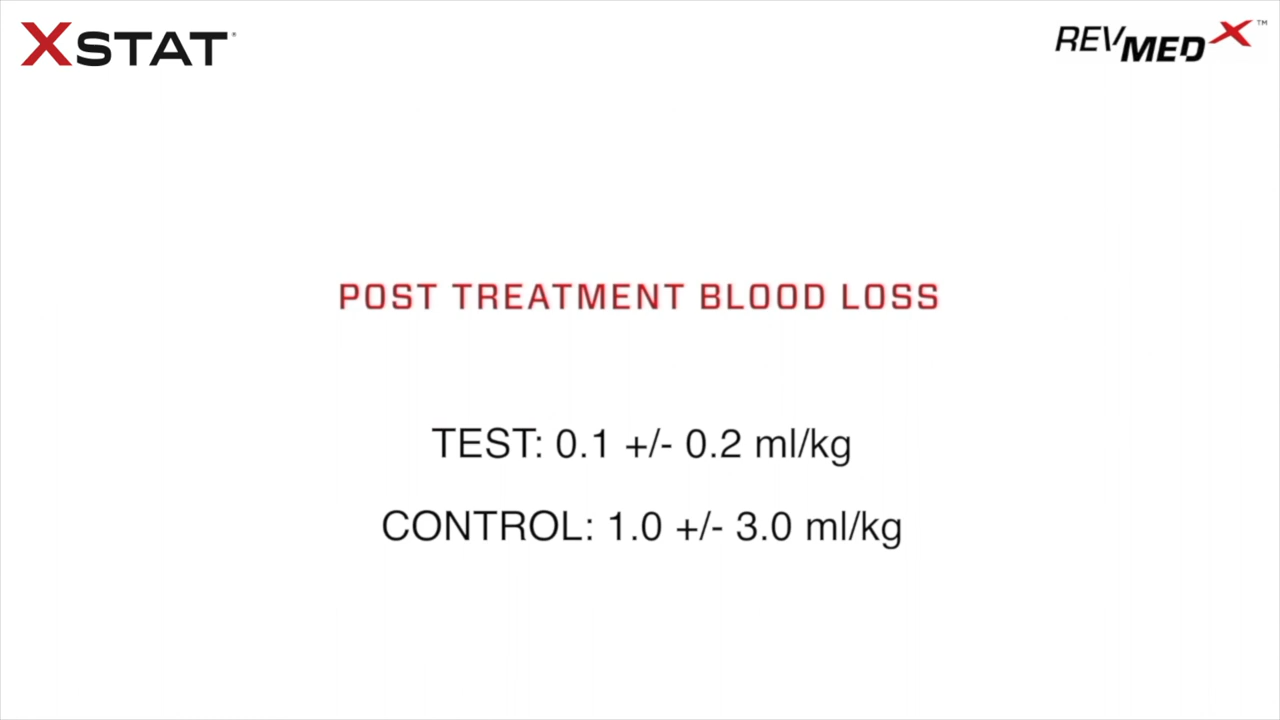 XSTAT®
REVMEDX™
POST TREATMENT BLOOD LOSS
TEST: 0.1 +/- 0.2 ml/kg
CONTROL: 1.0 +/- 3.0 ml/kg